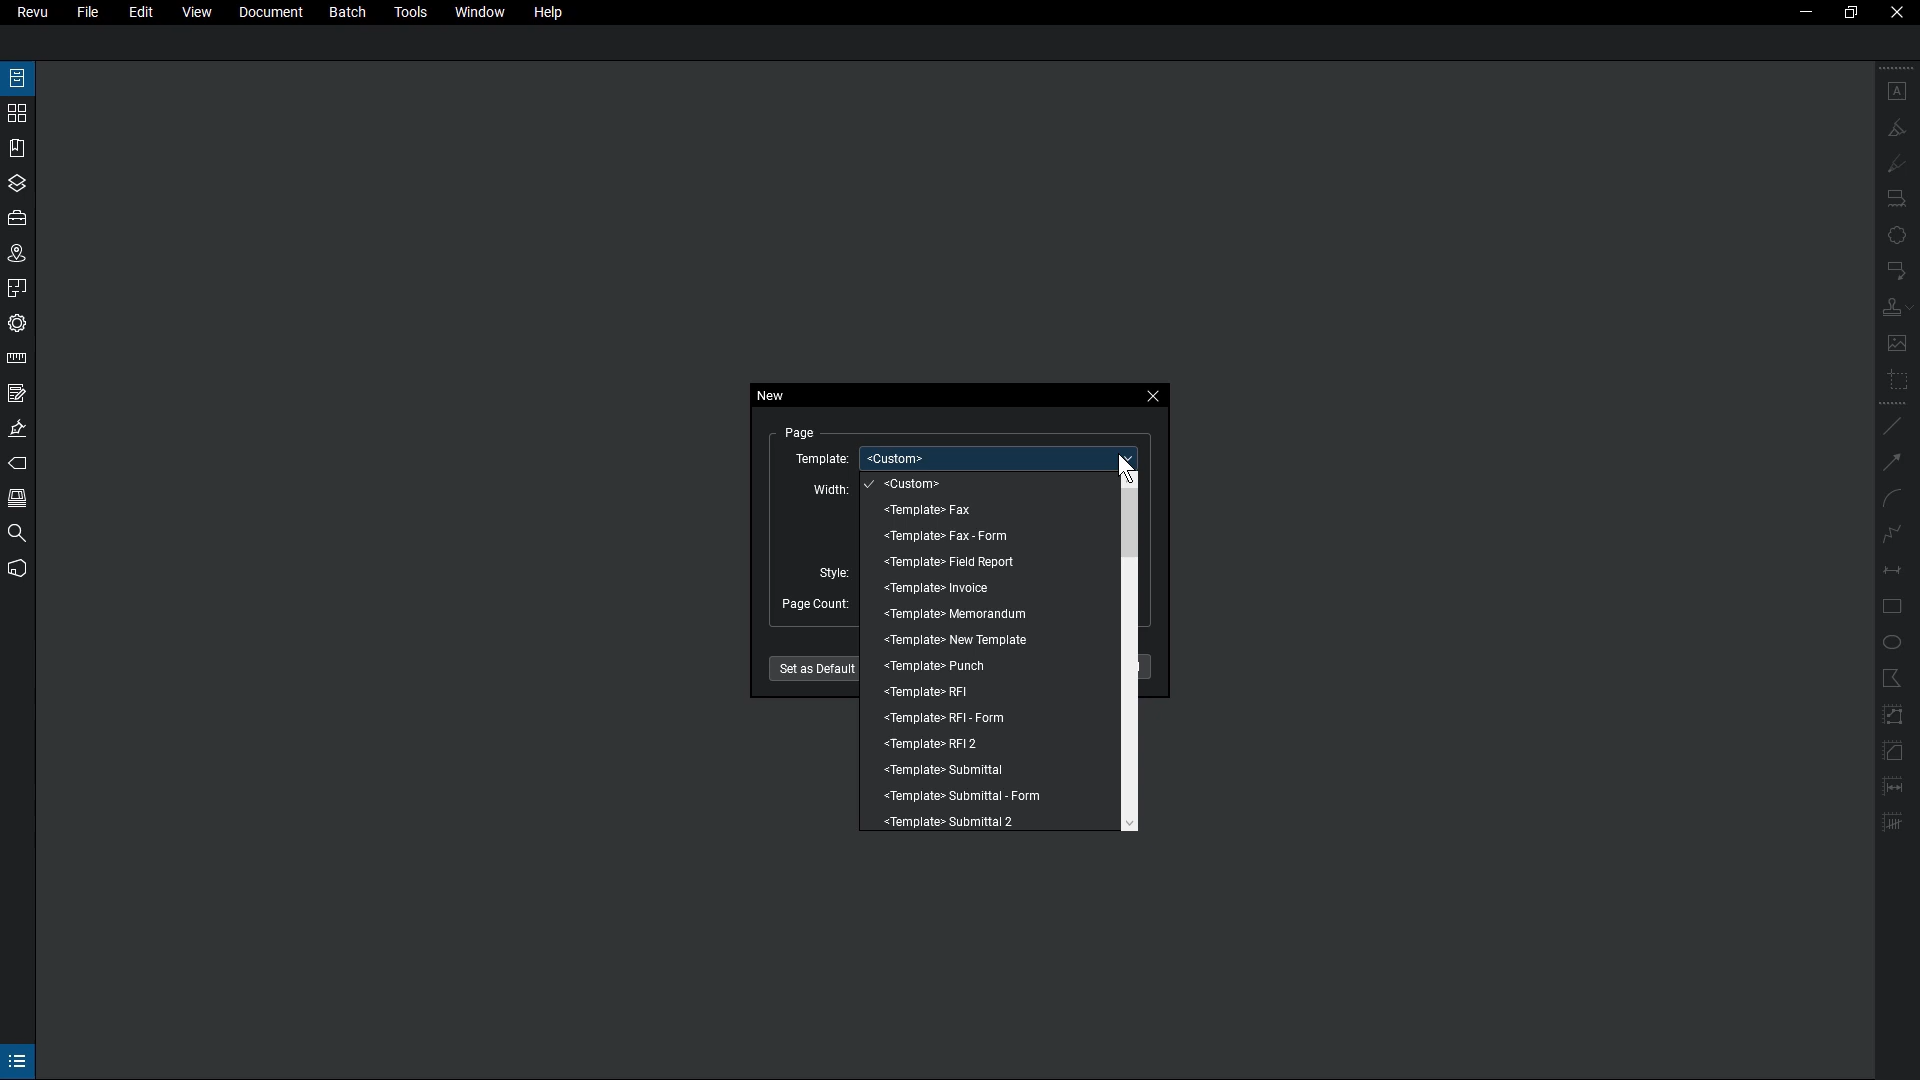 Revu File Edit View Document Batch Tools Window Help
New
Page
Template: <Custom>
Width:
<Custom>
<Template> Fax
<Template> Fax - Form
<Template> Field Report
Style:
<Template> Invoice
Page Count:
<Template> Memorandum
<Template> New Template
Set as Default
<Template> Punch
<Template> RFI
<Template> RFI - Form
<Template> RFI 2
<Template> Submittal
<Template> Submittal - Form
<Template> Submittal 2